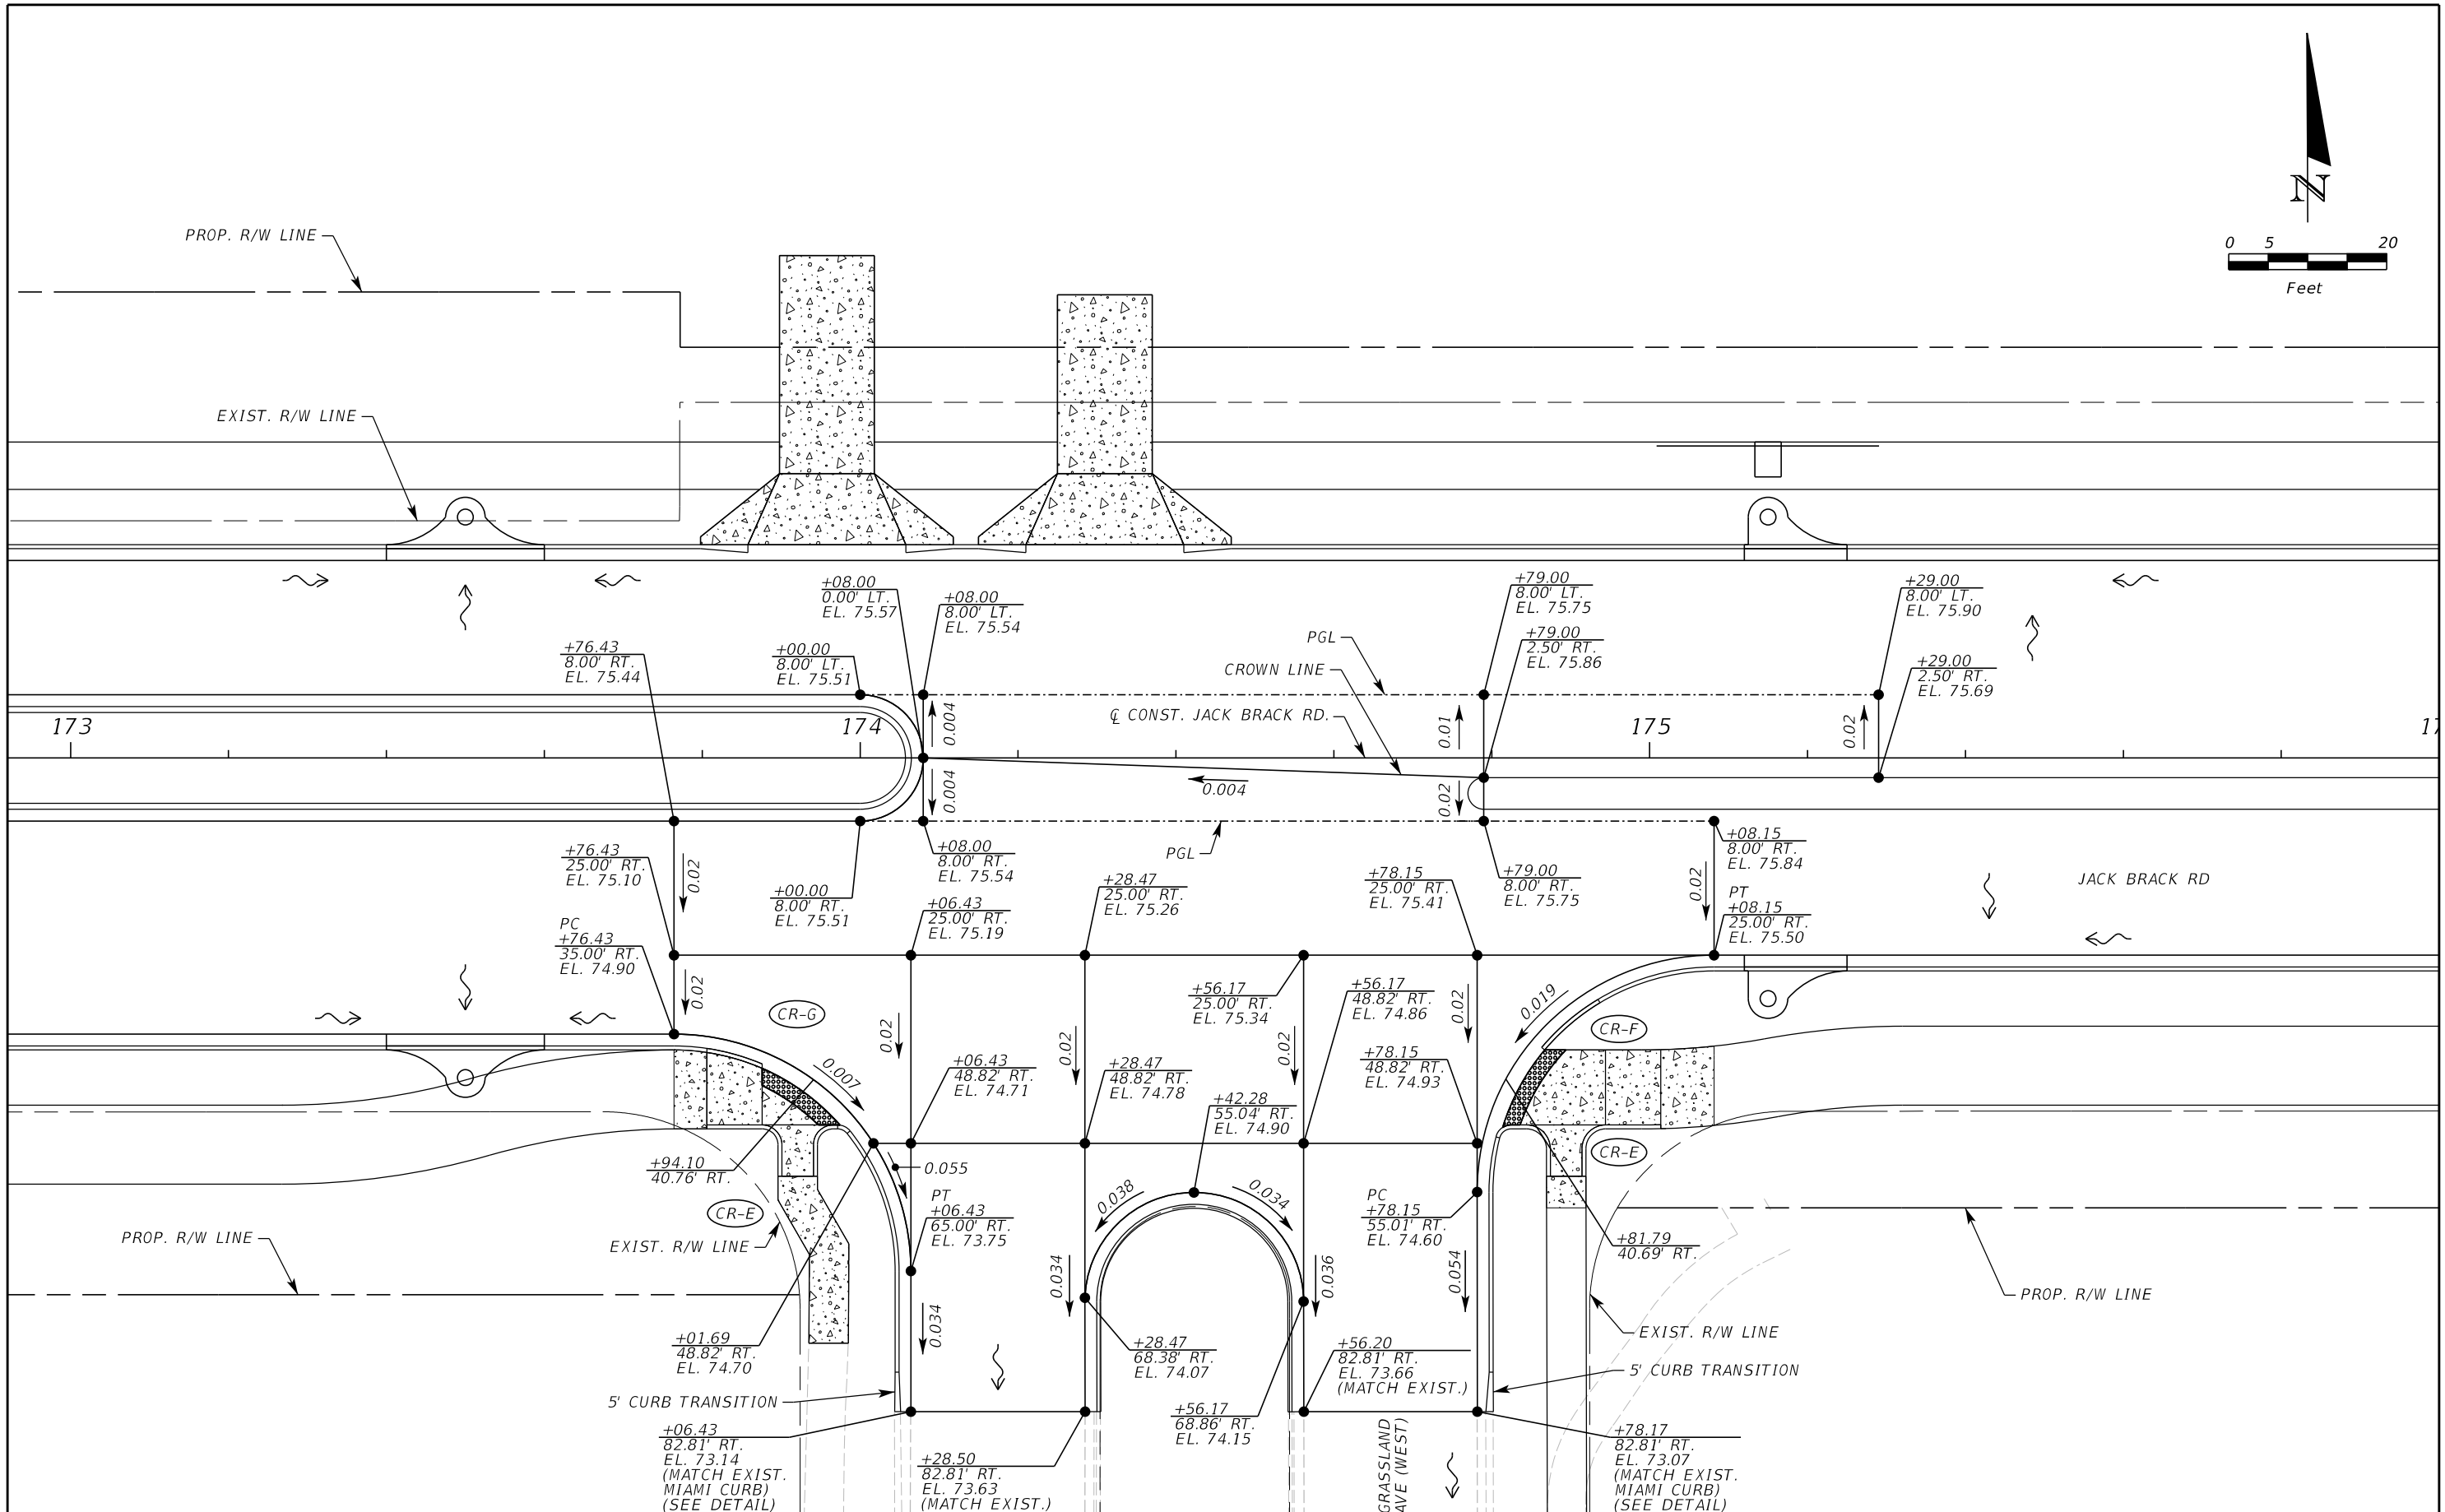 N
0 5 20
Feet
PROP. R/W LINE
EXIST. R/W LINE
+08.00
0.00' LT.
EL. 75.57
+08.00
8.00' LT.
EL. 75.54
+79.00
8.00' LT.
EL. 75.75
+29.00
8.00' LT.
EL. 75.90
+76.43
8.00' RT.
EL. 75.44
+00.00
8.00' LT.
EL. 75.51
PGL
+79.00
2.50' RT.
EL. 75.86
CROWN LINE
+29.00
2.50' RT.
EL. 75.69
℄ CONST. JACK BRACK RD.
173
174
175
17
0.004
0.01
0.02
0.004
0.004
0.02
+76.43
25.00' RT.
EL. 75.10
0.02
+00.00
8.00' RT.
EL. 75.51
+08.00
8.00' RT.
EL. 75.54
PGL
+79.00
8.00' RT.
EL. 75.75
+08.15
8.00' RT.
EL. 75.84
0.02
JACK BRACK RD
+28.47
25.00' RT.
EL. 75.26
+78.15
25.00' RT.
EL. 75.41
+06.43
25.00' RT.
EL. 75.19
PT
+08.15
25.00' RT.
EL. 75.50
PC
+76.43
35.00' RT.
EL. 74.90
0.02
CR-G
0.02
0.02
+56.17
25.00' RT.
EL. 75.34
0.02
+56.17
48.82' RT.
EL. 74.86
0.02
0.019
CR-F
0.007
+06.43
48.82' RT.
EL. 74.71
+28.47
48.82' RT.
EL. 74.78
+78.15
48.82' RT.
EL. 74.93
+42.28
55.04' RT.
EL. 74.90
+94.10
40.76' RT.
0.055
CR-E
CR-E
PT
+06.43
65.00' RT.
EL. 73.75
0.038
0.034
PC
+78.15
55.01' RT.
EL. 74.60
+81.79
40.69' RT.
PROP. R/W LINE
EXIST. R/W LINE
0.034
0.034
0.036
0.054
PROP. R/W LINE
EXIST. R/W LINE
+01.69
48.82' RT.
EL. 74.70
+28.47
68.38' RT.
EL. 74.07
+56.20
82.81' RT.
EL. 73.66
(MATCH EXIST.)
5' CURB TRANSITION
5' CURB TRANSITION
+56.17
68.86' RT.
EL. 74.15
+06.43
82.81' RT.
EL. 73.14
(MATCH EXIST.
MIAMI CURB)
(SEE DETAIL)
+28.50
82.81' RT.
EL. 73.63
(MATCH EXIST.)
GRASSLAND
AVE (WEST)
+78.17
82.81' RT.
EL. 73.07
(MATCH EXIST.
MIAMI CURB)
(SEE DETAIL)